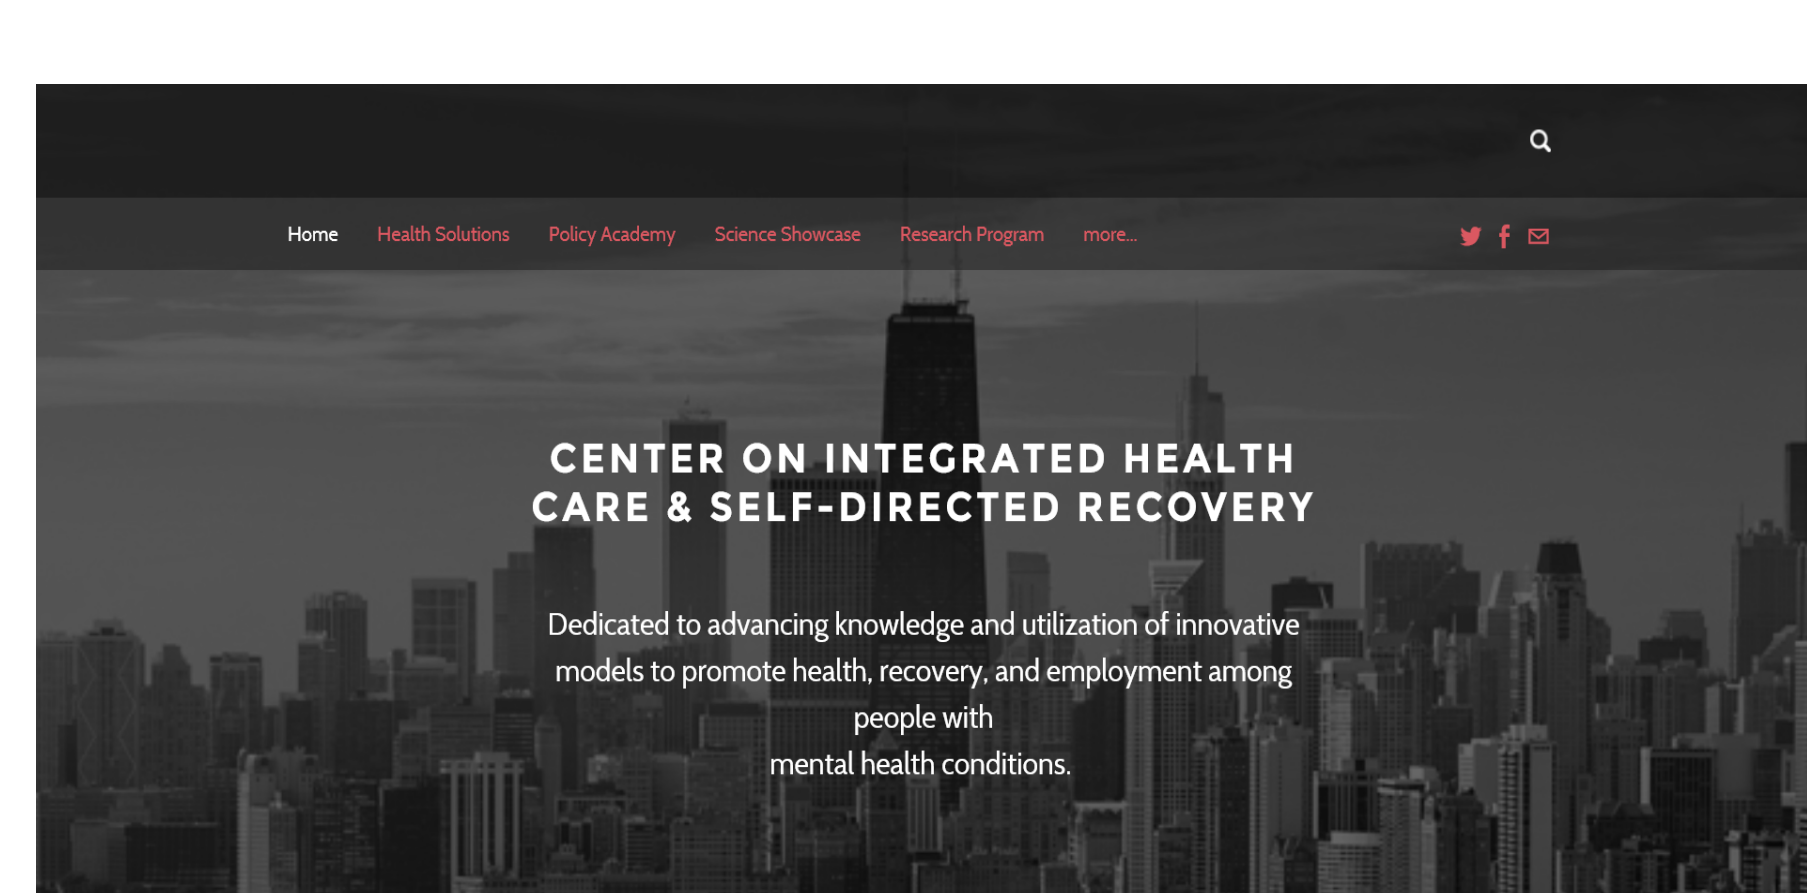 Home Health Solutions Policy Academy Science Showcase Research Program more...
CENTER ON INTEGRATED HEALTH
CARE & SELF-DIRECTED RECOVERY
Dedicated to advancing knowledge and utilization of innovative
models to promote health, recovery, and employment among
people with
mental health conditions.